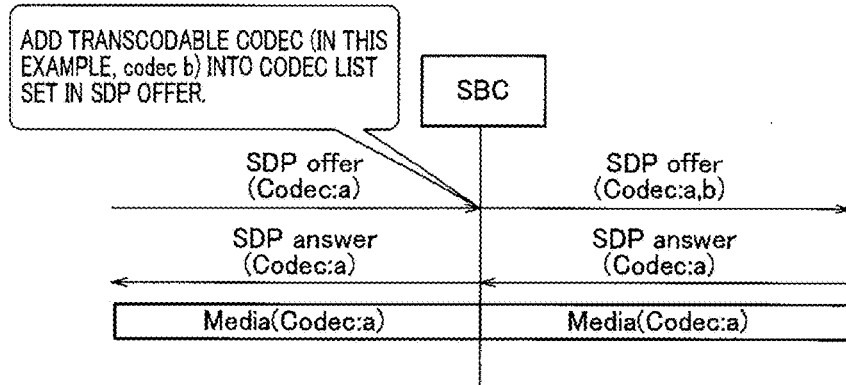 ADD TRANSCODABLE CODEC (IN THIS
EXAMPLE, codec b) INTO CODEC LIST
SET IN SDP OFFER.
SBC
SDP offer
(Codec:a)
SDP offer
(Codec:a,b)
SDP answer
(Codec:a)
SDP answer
(Codec:a)
Media(Codec:a)
Media(Codec:a)